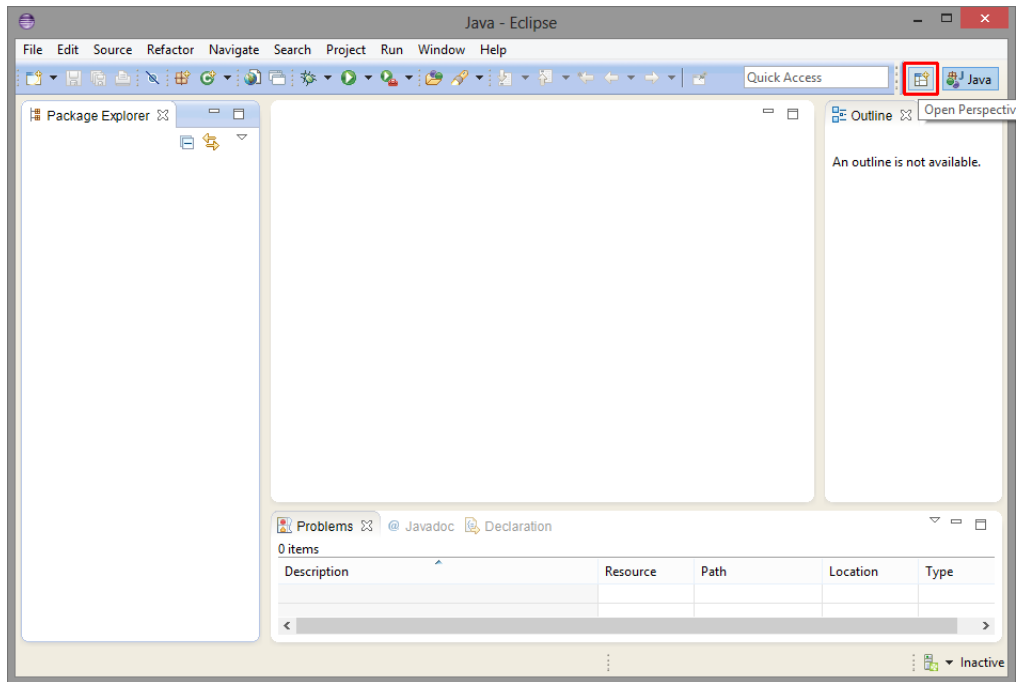 Java - Eclipse
File Edit Source Refactor Navigate Search Project Run Window Help
Quick Access
Java
Package Explorer
Outline
Open Perspectiv
An outline is not available.
Problems @ Javadoc Declaration
0 items
Description Resource Path Location Type
Inactive